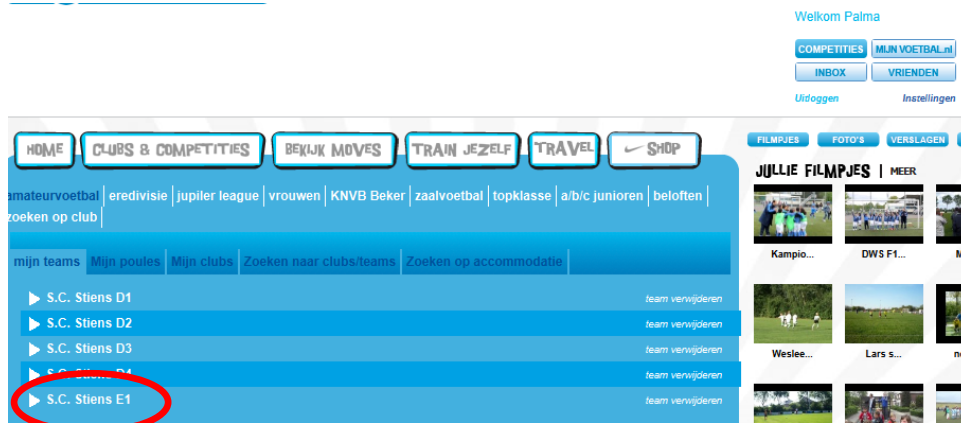 Welkom Palma
COMPETITIES MIJN VOETBAL.nl
INBOX VRIENDEN
Uitloggen Instellingen
HOME CLUBS & COMPETITIES BEKIJK MOVES TRAIN JEZELF TRAVEL SHOP
FILMPJES FOTO'S VERSLAGEN
JULLIE FILMPJES | MEER
amateurvoetbal eredivisie jupiler league vrouwen KNVB Beker zaalvoetbal topklasse a/b/c junioren beloften
zoeken op club
mijn teams Mijn poules Mijn clubs Zoeken naar clubs/teams Zoeken op accommodatie
S.C. Stiens D1 team verwijderen
S.C. Stiens D2 team verwijderen
S.C. Stiens D3 team verwijderen
S.C. Stiens D4 team verwijderen
S.C. Stiens E1 team verwijderen
Kampio... DWS F1...
Weslee... Lars s...